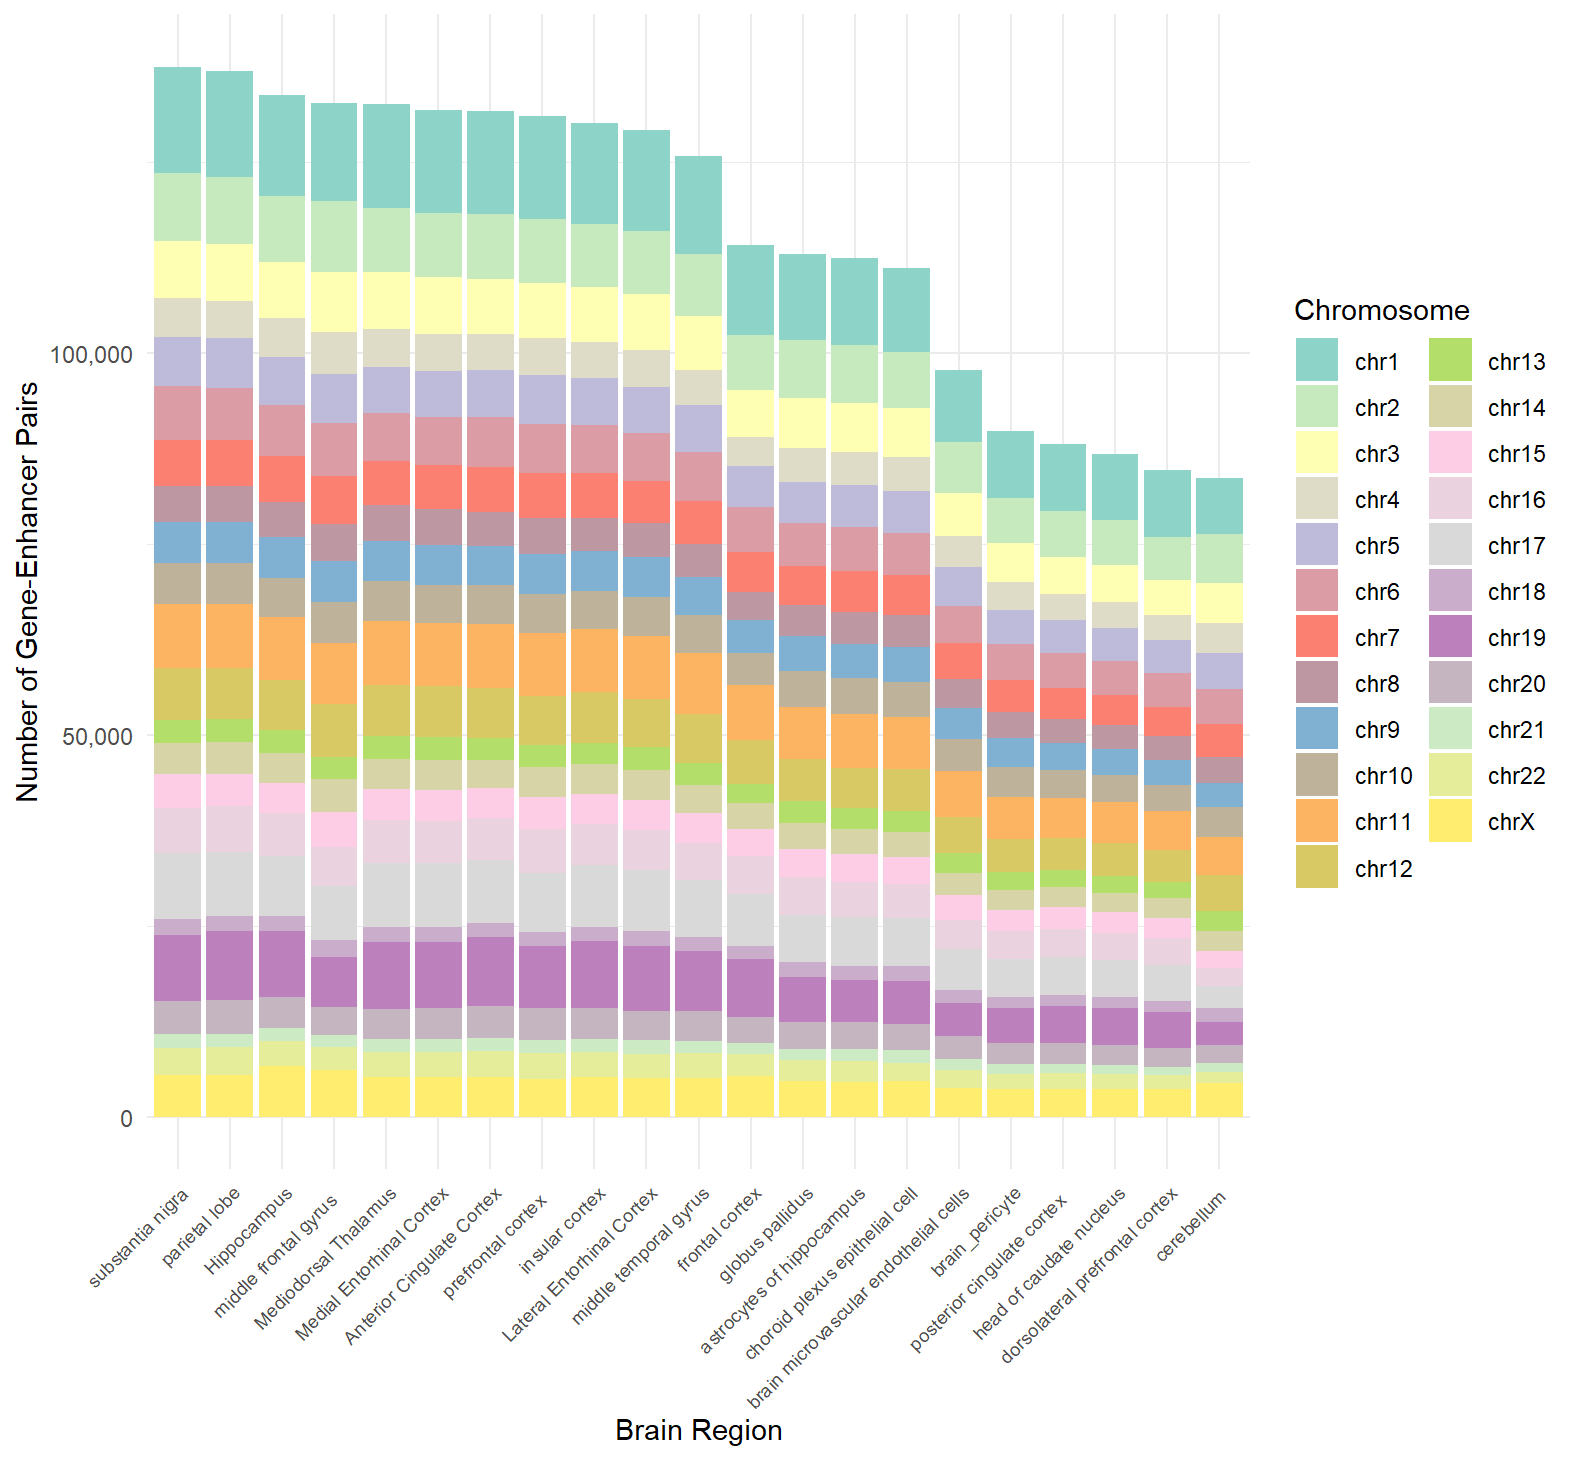 Number of Gene-Enhancer Pairs
100,000
50,000
0
substantia nigra
parietal lobe
Hippocampus
middle frontal gyrus
Mediodorsal Thalamus
Medial Entorhinal Cortex
Anterior Cingulate Cortex
prefrontal cortex
insular cortex
Lateral Entorhinal Cortex
middle temporal gyrus
frontal cortex
globus pallidus
astrocytes of hippocampus
choroid plexus epithelial cell
brain microvascular endothelial cells
brain_pericyte
posterior cingulate cortex
head of caudate nucleus
dorsolateral prefrontal cortex
cerebellum
Brain Region
Chromosome
chr1
chr2
chr3
chr4
chr5
chr6
chr7
chr8
chr9
chr10
chr11
chr12
chr13
chr14
chr15
chr16
chr17
chr18
chr19
chr20
chr21
chr22
chrX